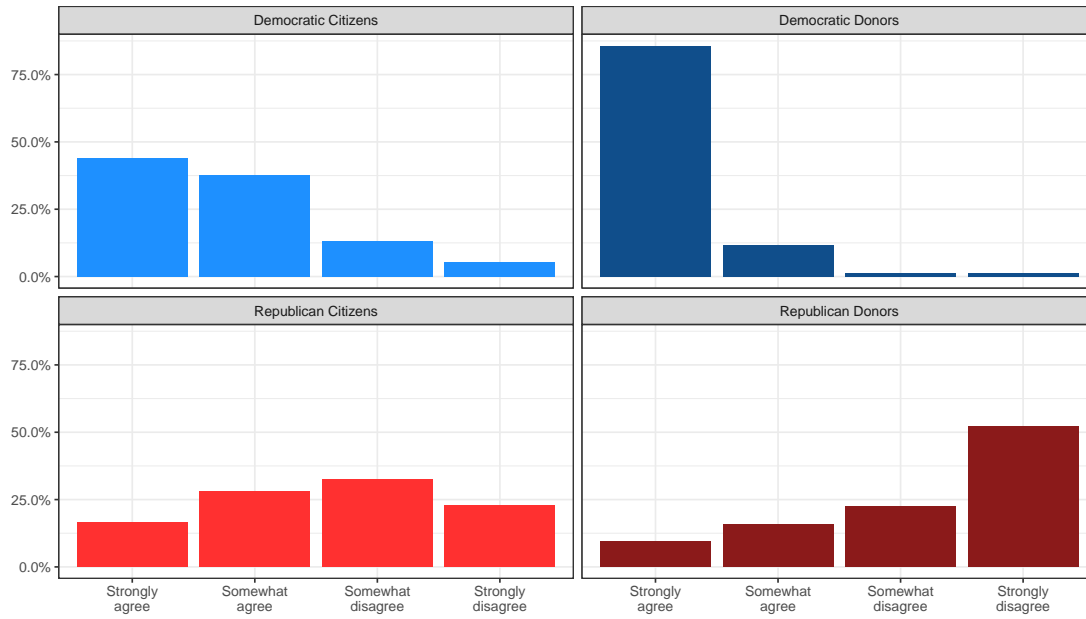 Democratic Citizens
Democratic Donors
75.0%
50.0%
25.0%
0.0%
Republican Citizens
Republican Donors
75.0%
50.0%
25.0%
0.0%
Strongly
agree
Somewhat
agree
Somewhat
disagree
Strongly
disagree
Strongly
agree
Somewhat
agree
Somewhat
disagree
Strongly
disagree